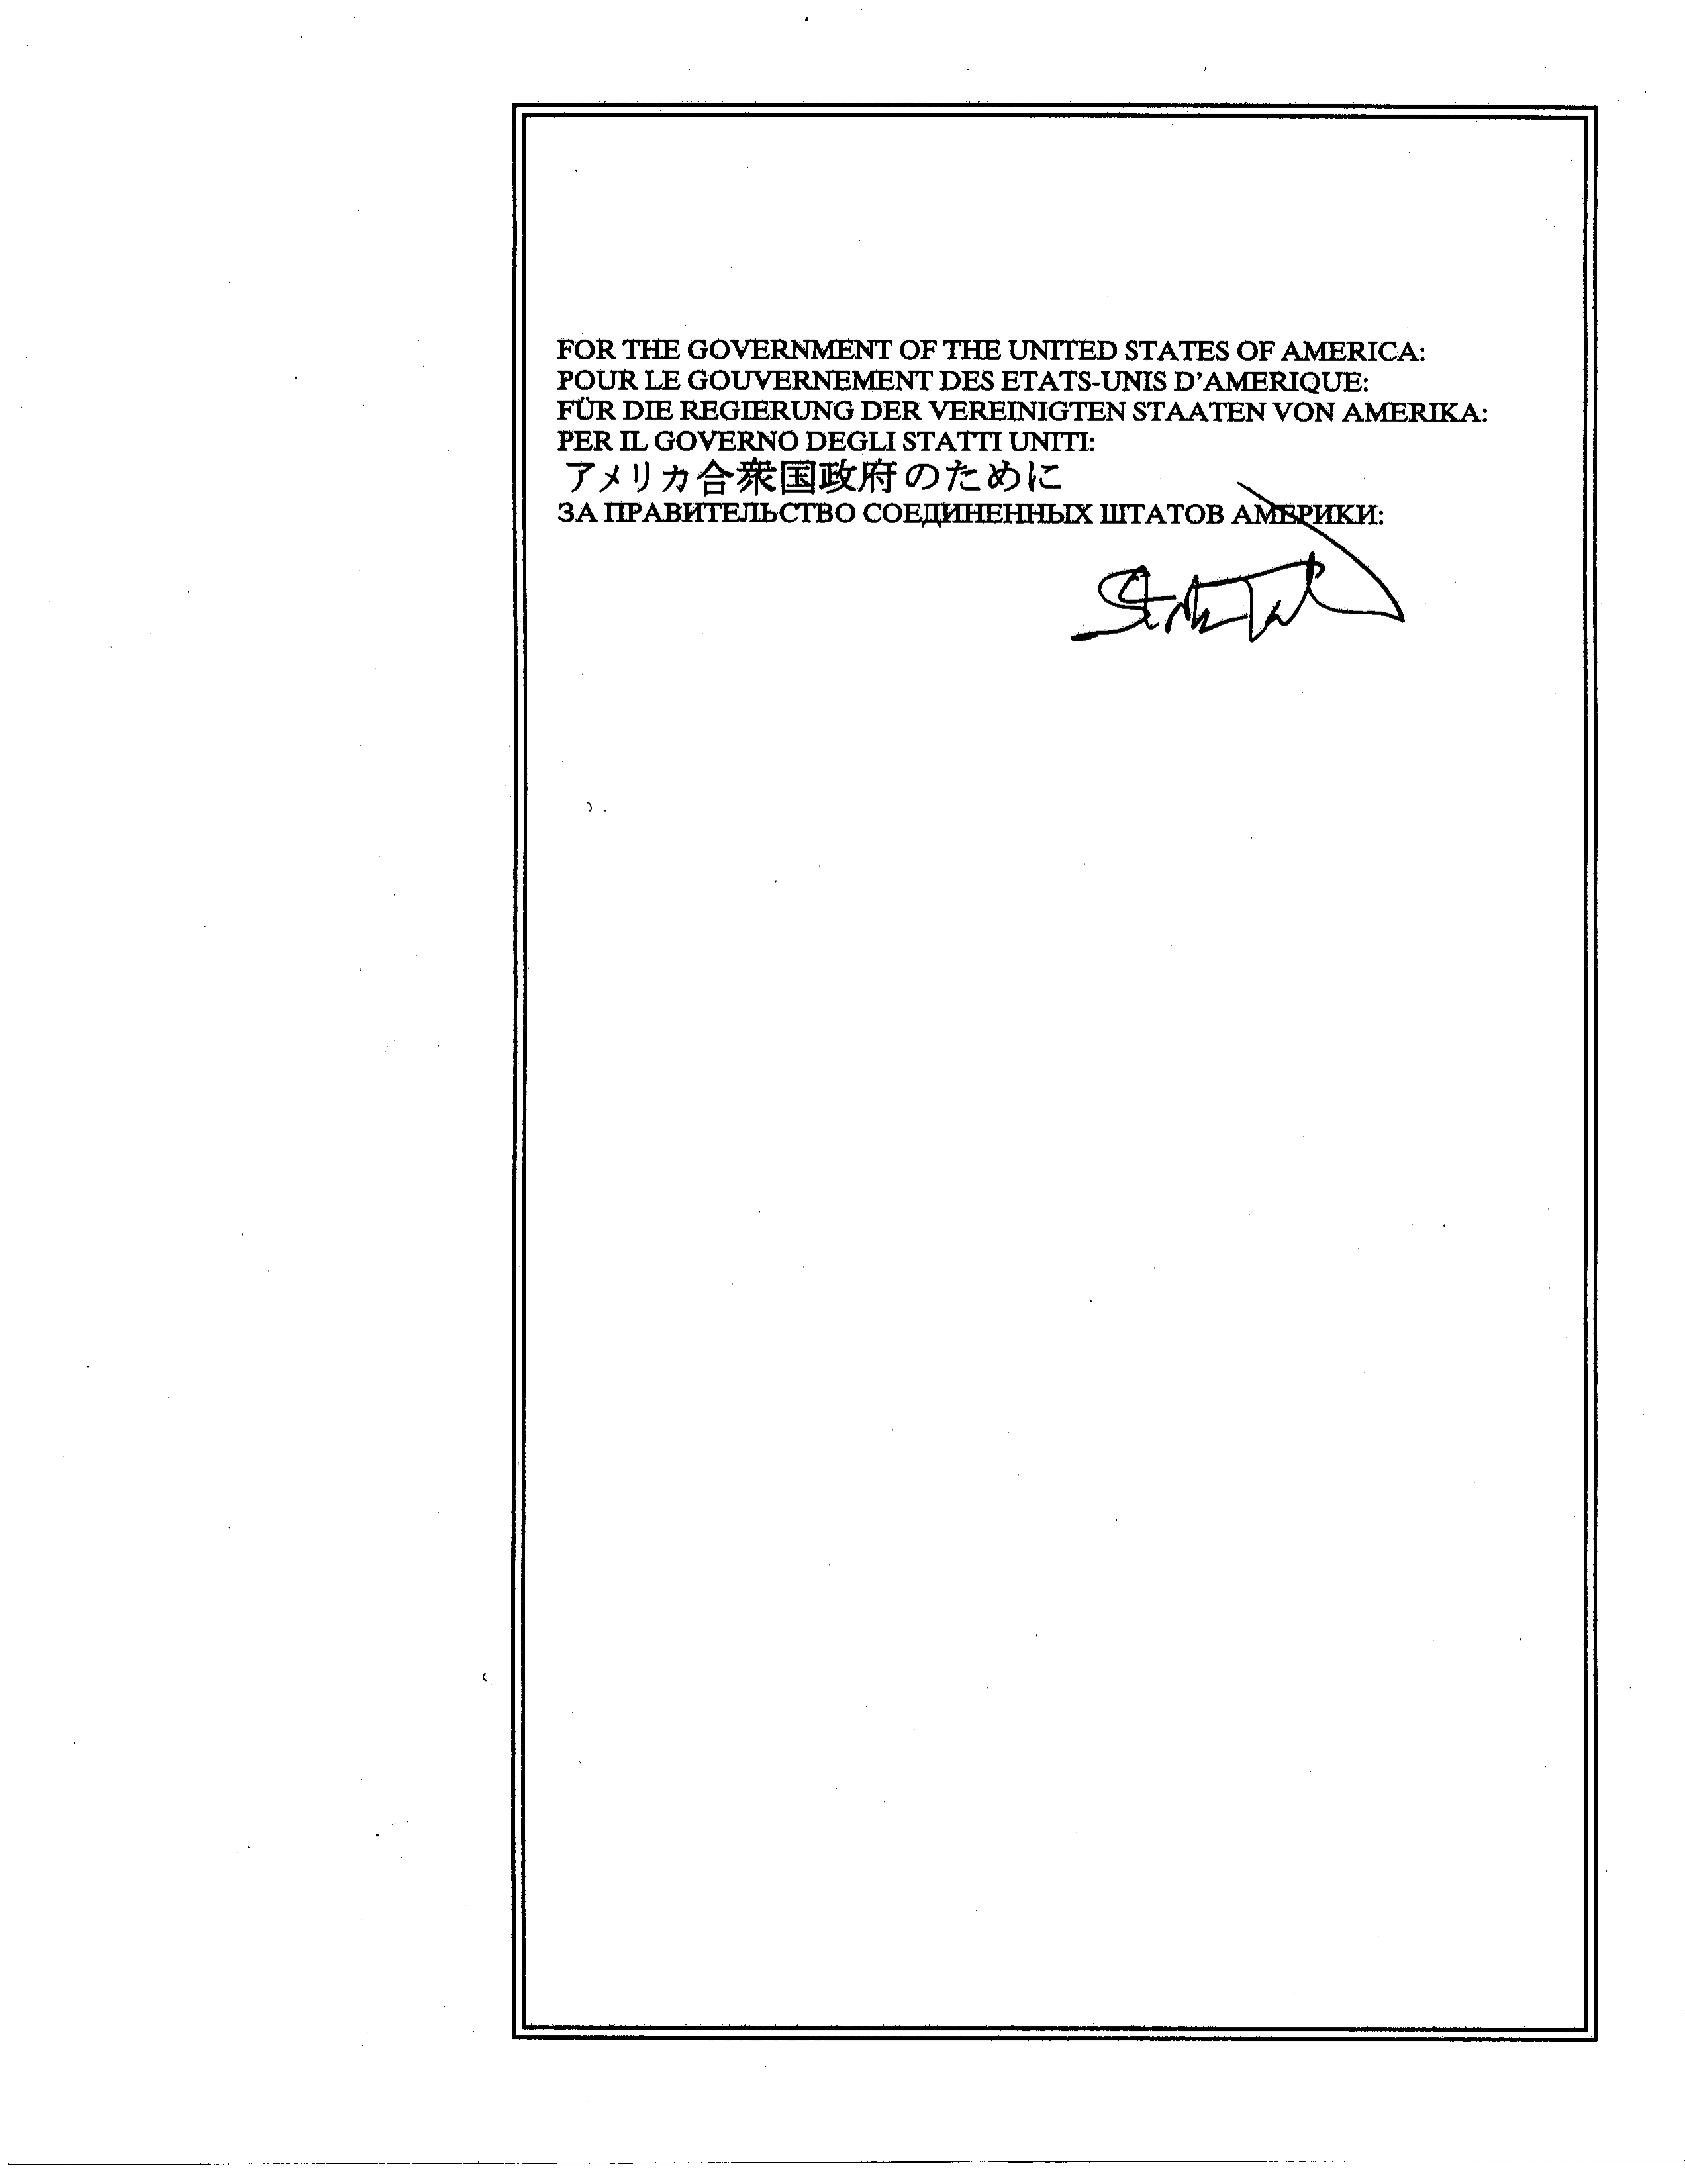 FOR THE GOVERNMENT OF THE UNITED STATES OF AMERICA:
POUR LE GOUVERNEMENT DES ETATS-UNIS D'AMERIQUE:
FÜR DIE REGIERUNG DER VEREINIGTEN STAATEN VON AMERIKA:
PER IL GOVERNO DEGLI STATTI UNITI:
アメリカ合衆国政府のために
ЗА ПРАВИТЕЛЬСТВО СОЕДИНЕННЫХ ШТАТОВ АМЕРИКИ: